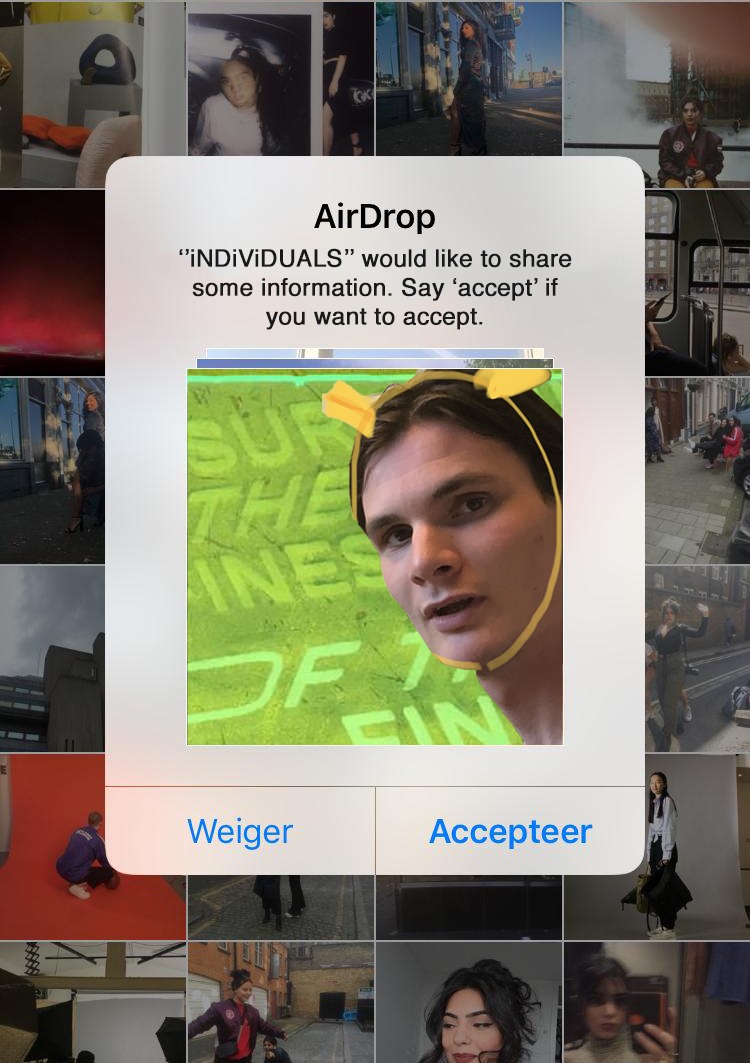 AirDrop
‘’iNDiViDUALS’’ would like to share
some information. Say ‘accept’ if
you want to accept.
SUR
THE
FINES
OF T
FIN
Weiger
Accepteer